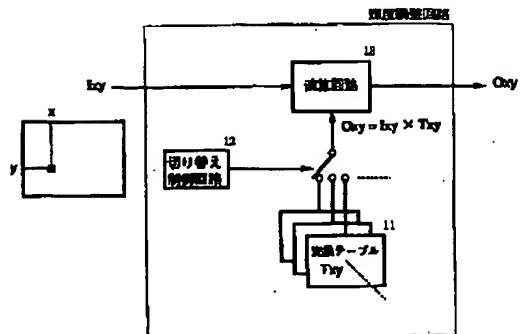 輝度調整回路
13
Ixy
演算回路
Oxy
x
Oxy = Ixy × Txy
12
y
切り替え
制御回路
11
変換テーブル
Txy